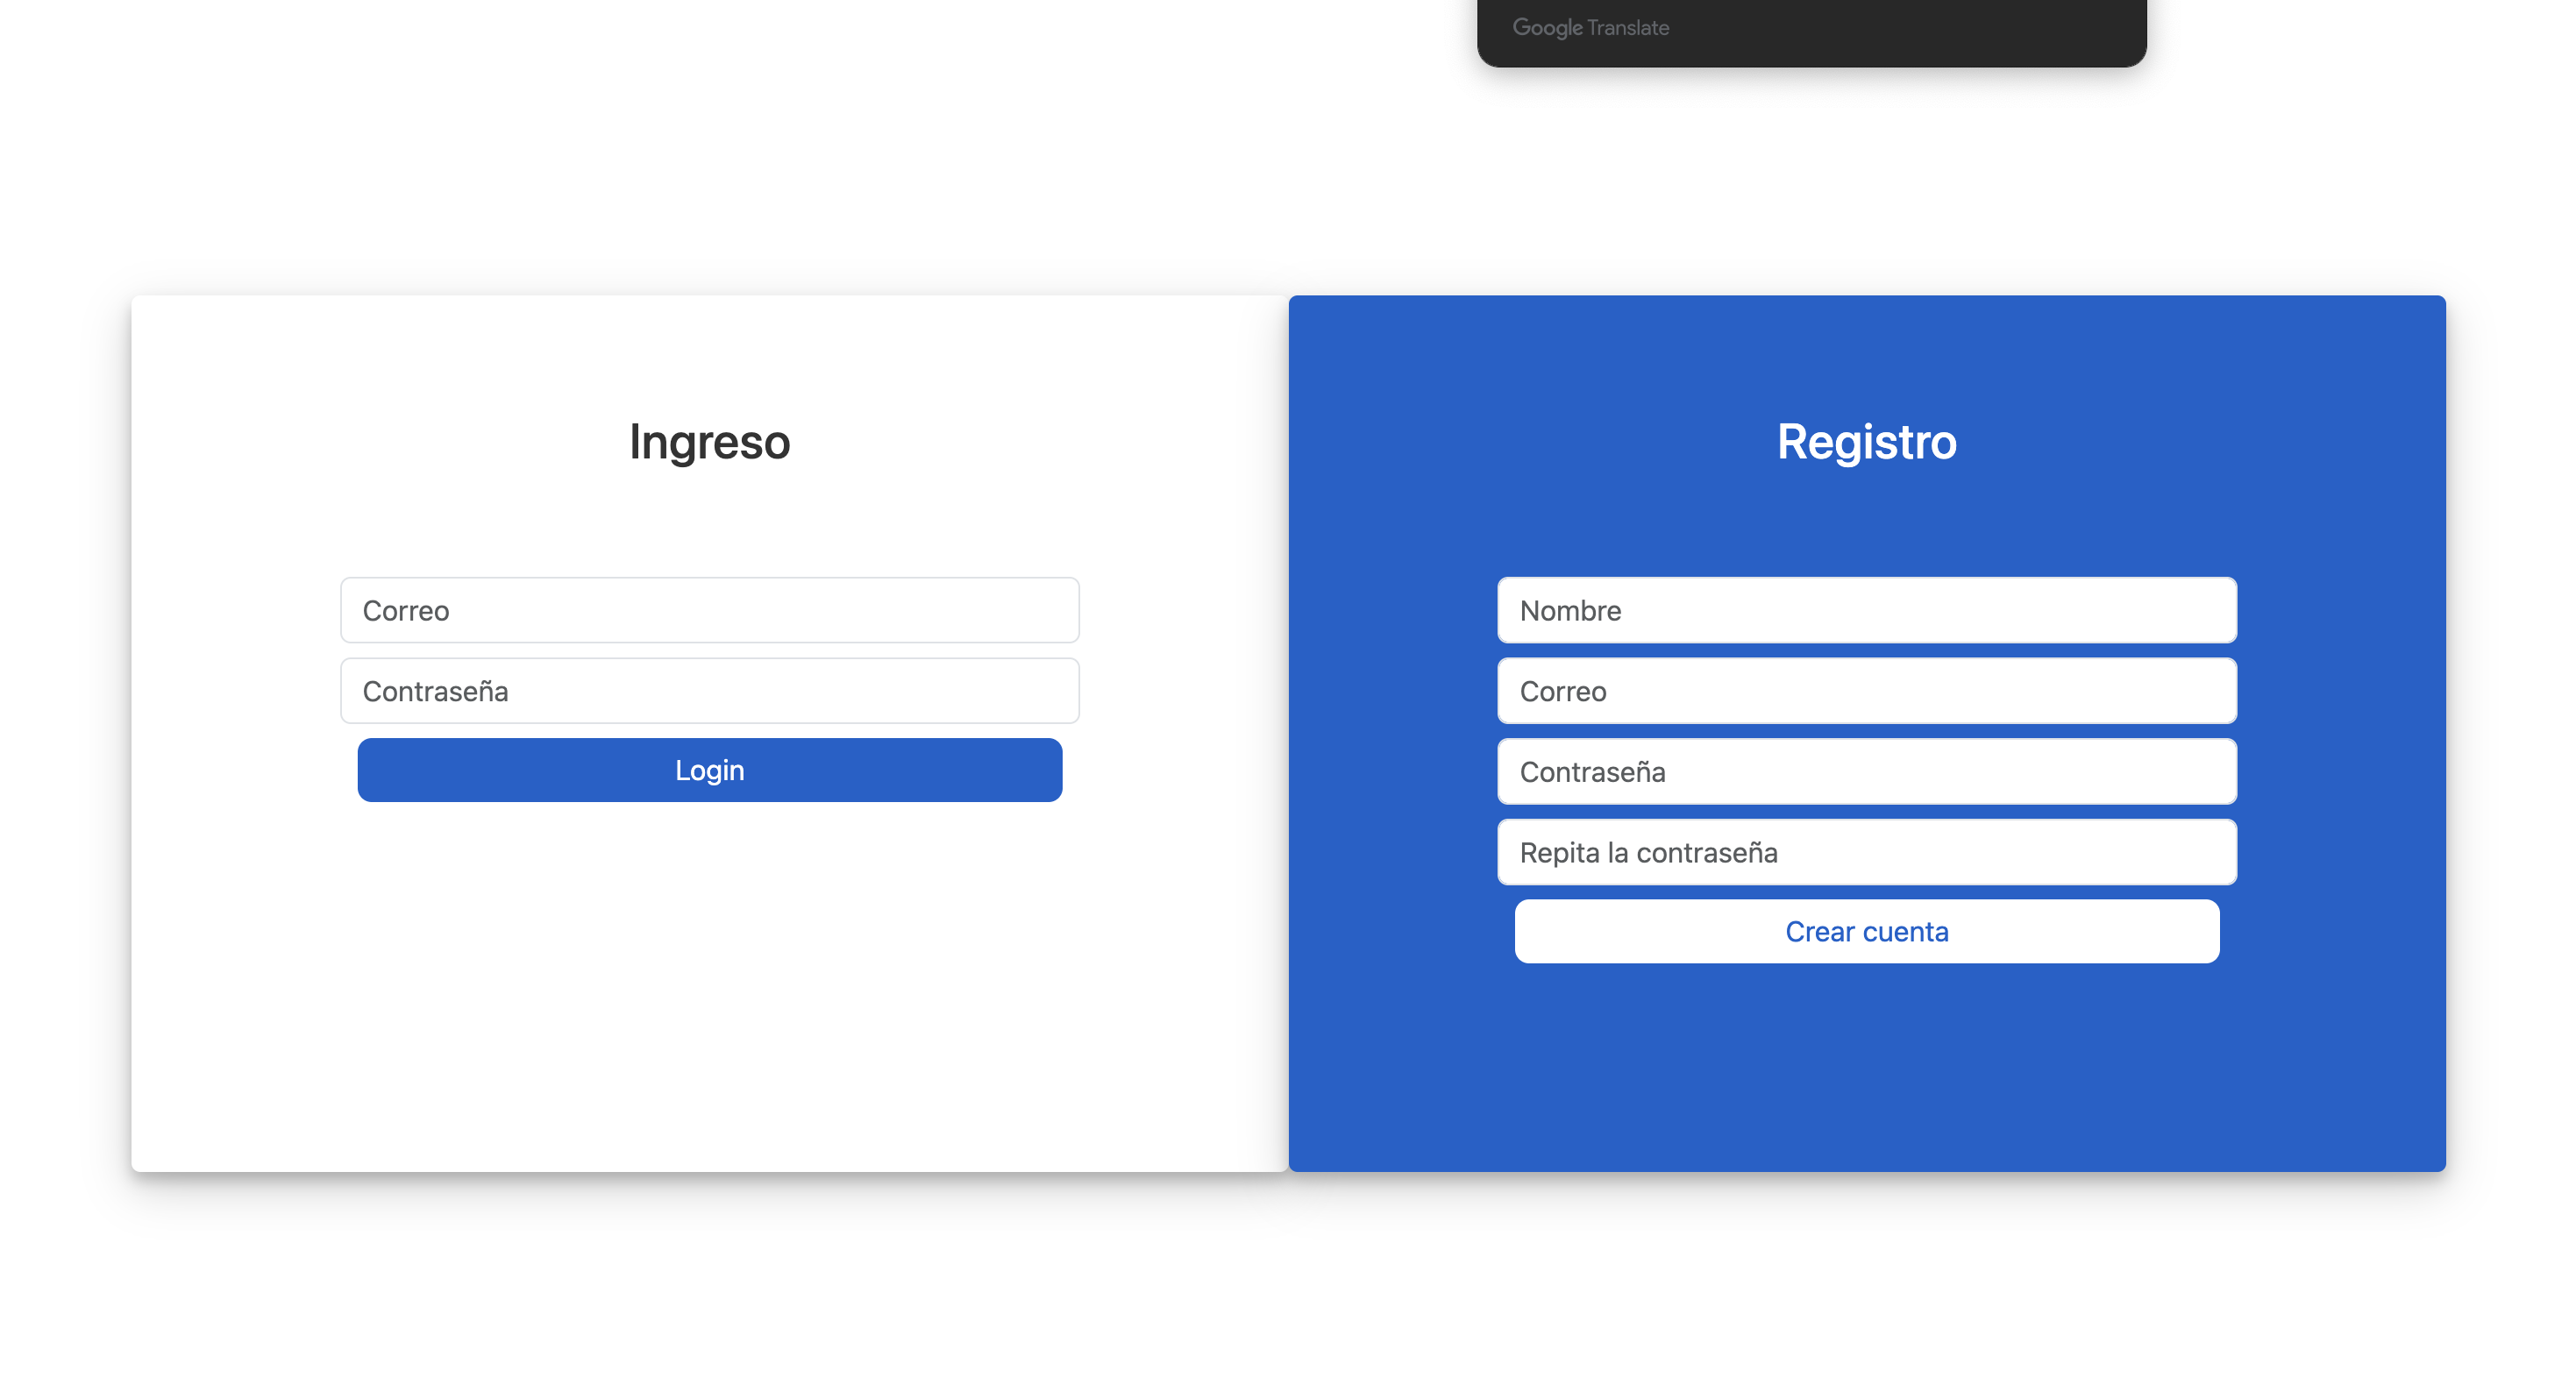 Google Translate
Ingreso
Correo
Contraseña
Login
Registro
Nombre
Correo
Contraseña
Repita la contraseña
Crear cuenta